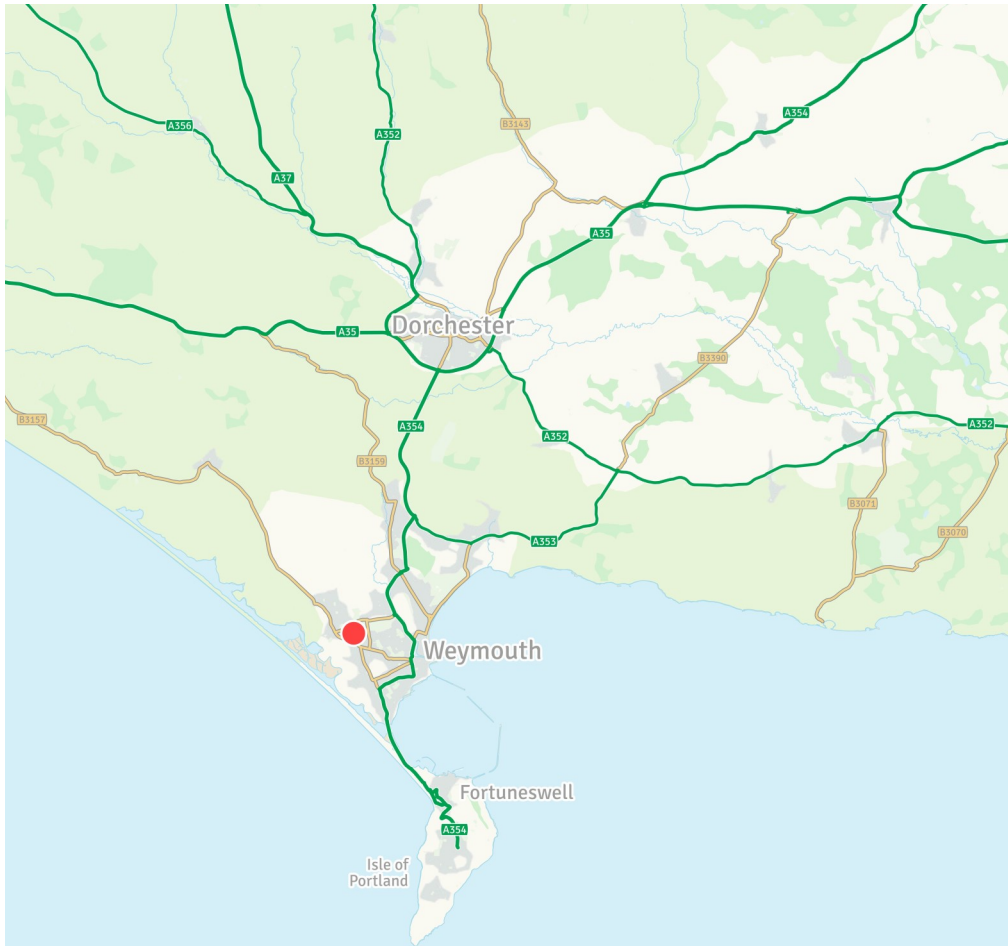 A354
B3143
A356
A352
A37
A35
Dorchester
A35
B3390
B3157
A354
A352
A352
B3159
B3071
B3070
A353
Weymouth
Fortuneswell
A354
Isle of
Portland